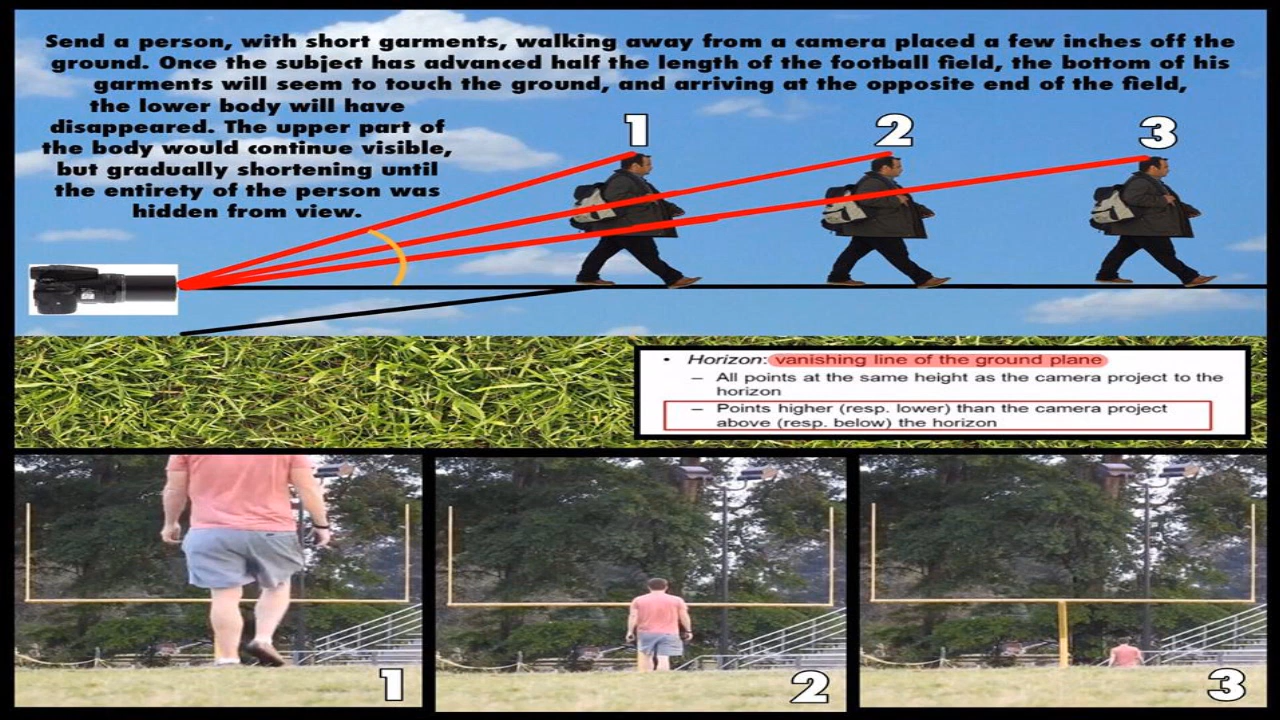 Send a person, with short garments, walking away from a camera placed a few inches off the
ground. Once the subject has advanced half the length of the football field, the bottom of his
garments will seem to touch the ground, and arriving at the opposite end of the field,
the lower body will have
disappeared. The upper part of
the body would continue visible,
but gradually shortening until
the entirety of the person was
hidden from view.
1
2
3
• Horizon: vanishing line of the ground plane
– All points at the same height as the camera project to the
horizon
– Points higher (resp. lower) than the camera project
above (resp. below) the horizon
1
2
3